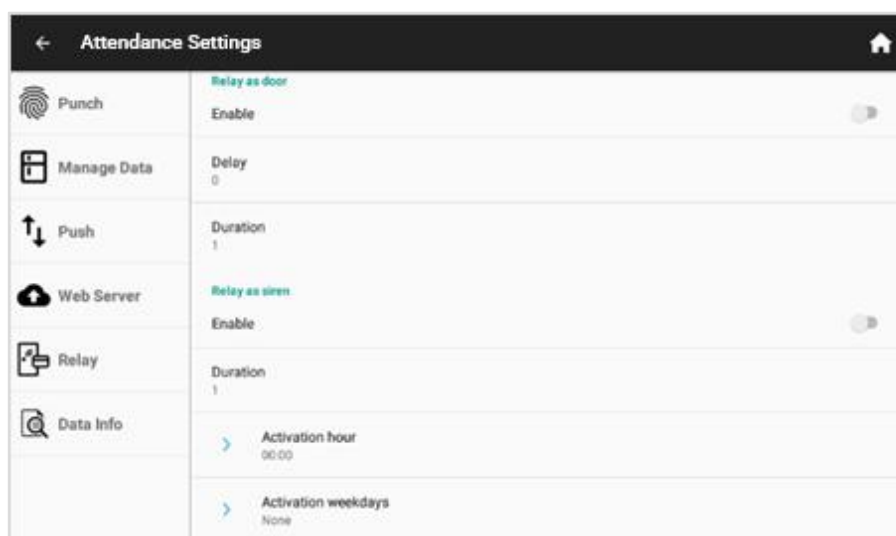 Attendance Settings
Punch
Manage Data
Push
Web Server
Relay
Data Info
Relay as door
Enable
Delay
0
Duration
1
Relay as siren
Enable
Duration
1
Activation hour
00:00
Activation weekdays
None